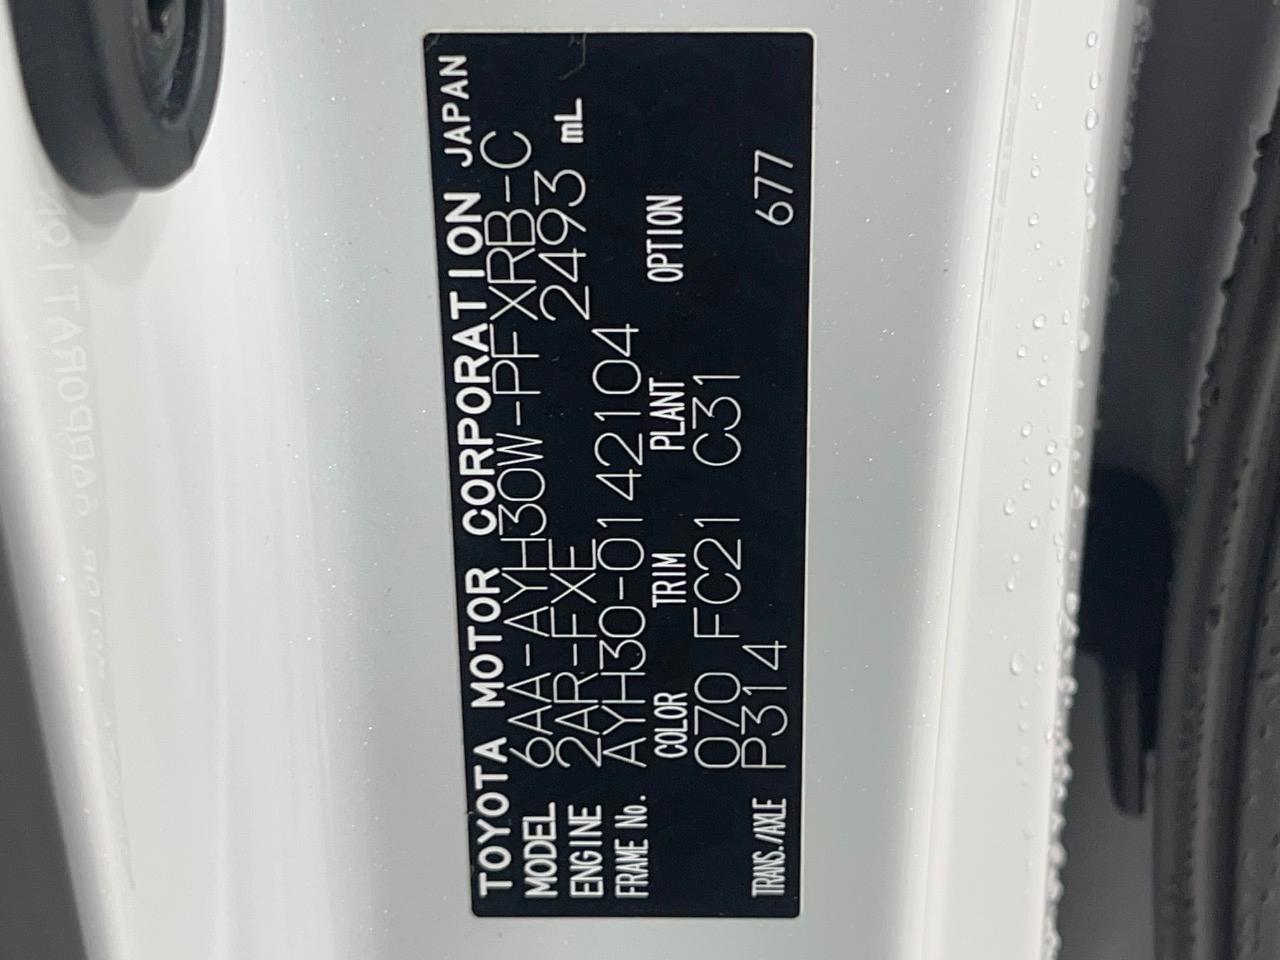 TOYOTA MOTOR CORPORATION JAPAN
MODEL 6AA-AYH30W-PFXRB-C
ENGINE 2AR-FXE 2493 mL
FRAME No. AYH30-0142104
COLOR TRIM PLANT OPTION
070 FC21 C31
TRANS./AXLE P314 677